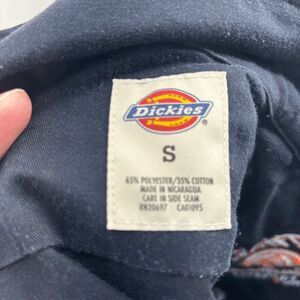 Dickies
®
S
65% POLYESTER/35% COTTON
MADE IN NICARAGUA
CARE IN SIDE SEAM
RN20697 CA01095